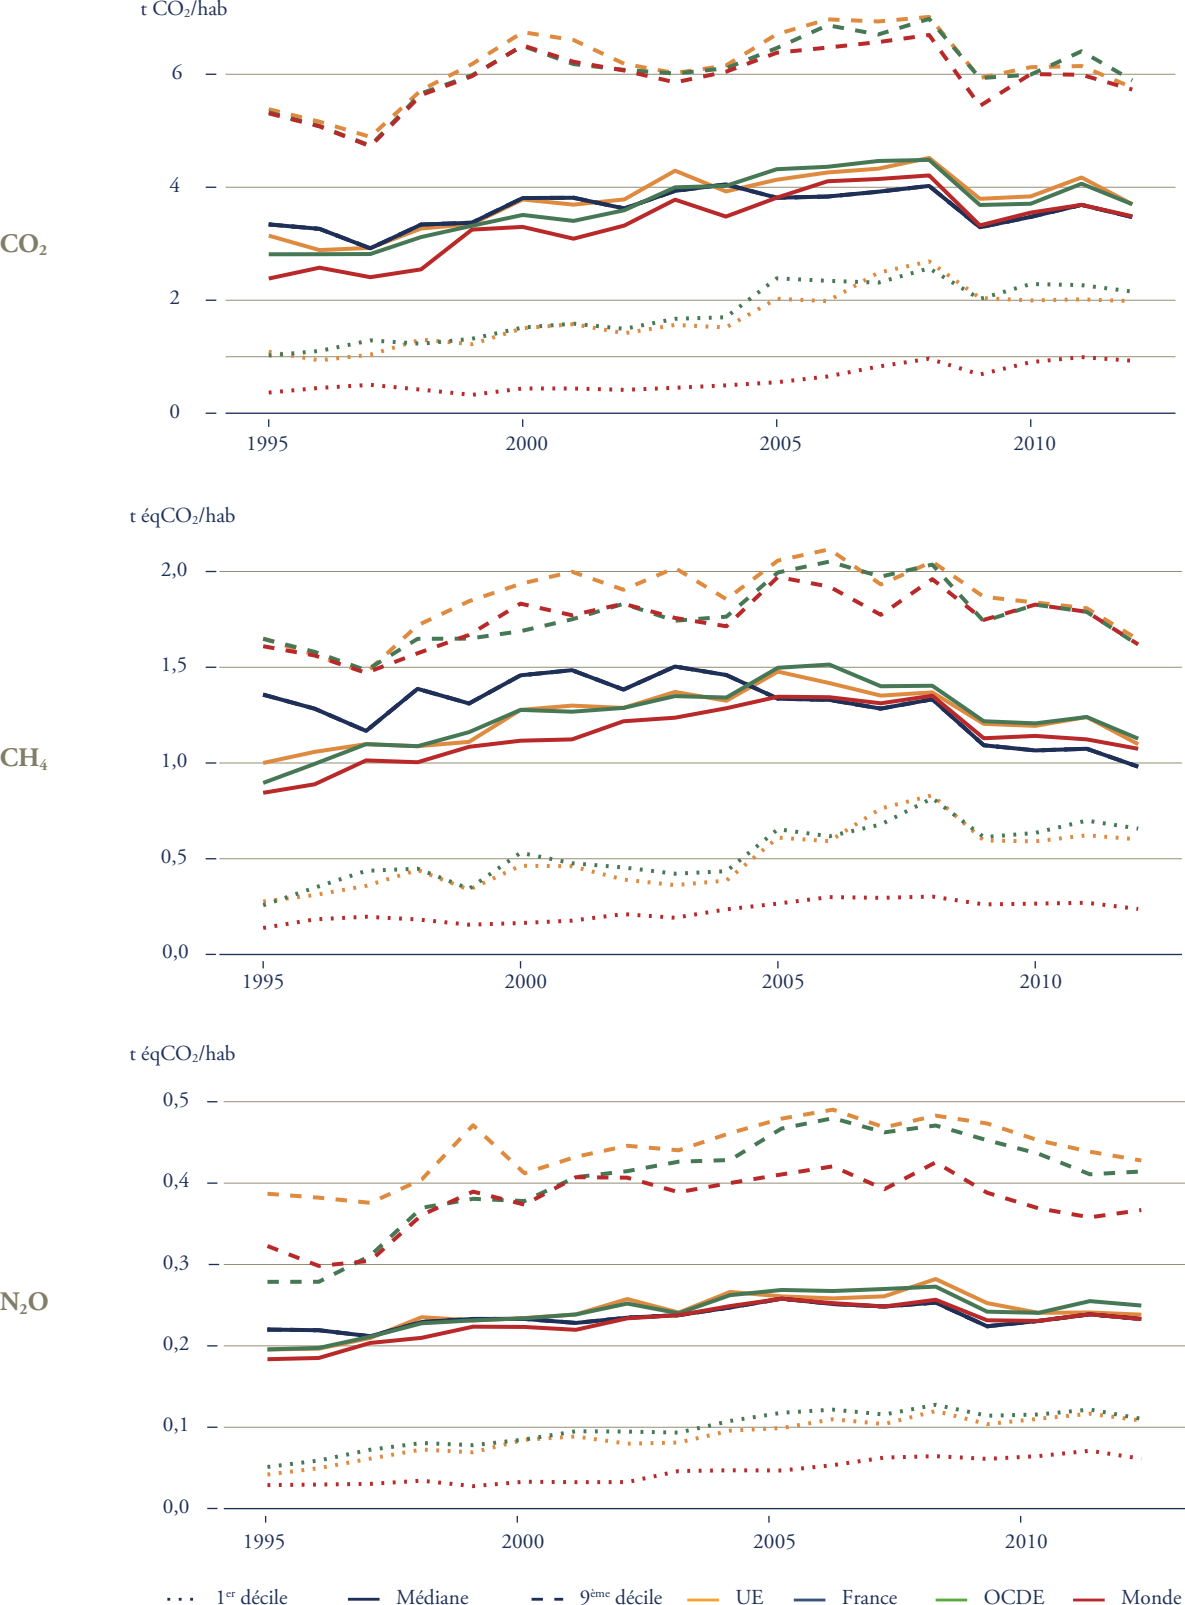 t CO₂/hab
6
4
CO₂
2
0
1995 2000 2005 2010
t éqCO₂/hab
2,0
1,5
1,0
CH₄
0,5
0,0
1995 2000 2005 2010
t éqCO₂/hab
0,5
0,4
0,3
N₂O
0,2
0,1
0,0
1995 2000 2005 2010
1er décile Médiane 9ème décile UE France OCDE Monde